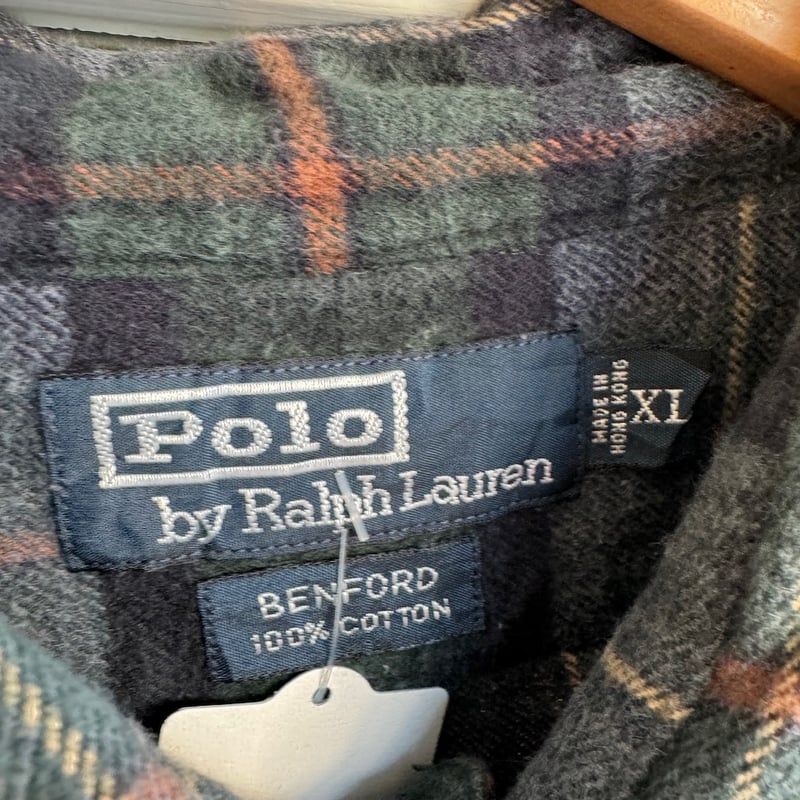 Polo
by Ralph Lauren
MADE IN
HONG KONG
XL
BENFORD
100% COTTON